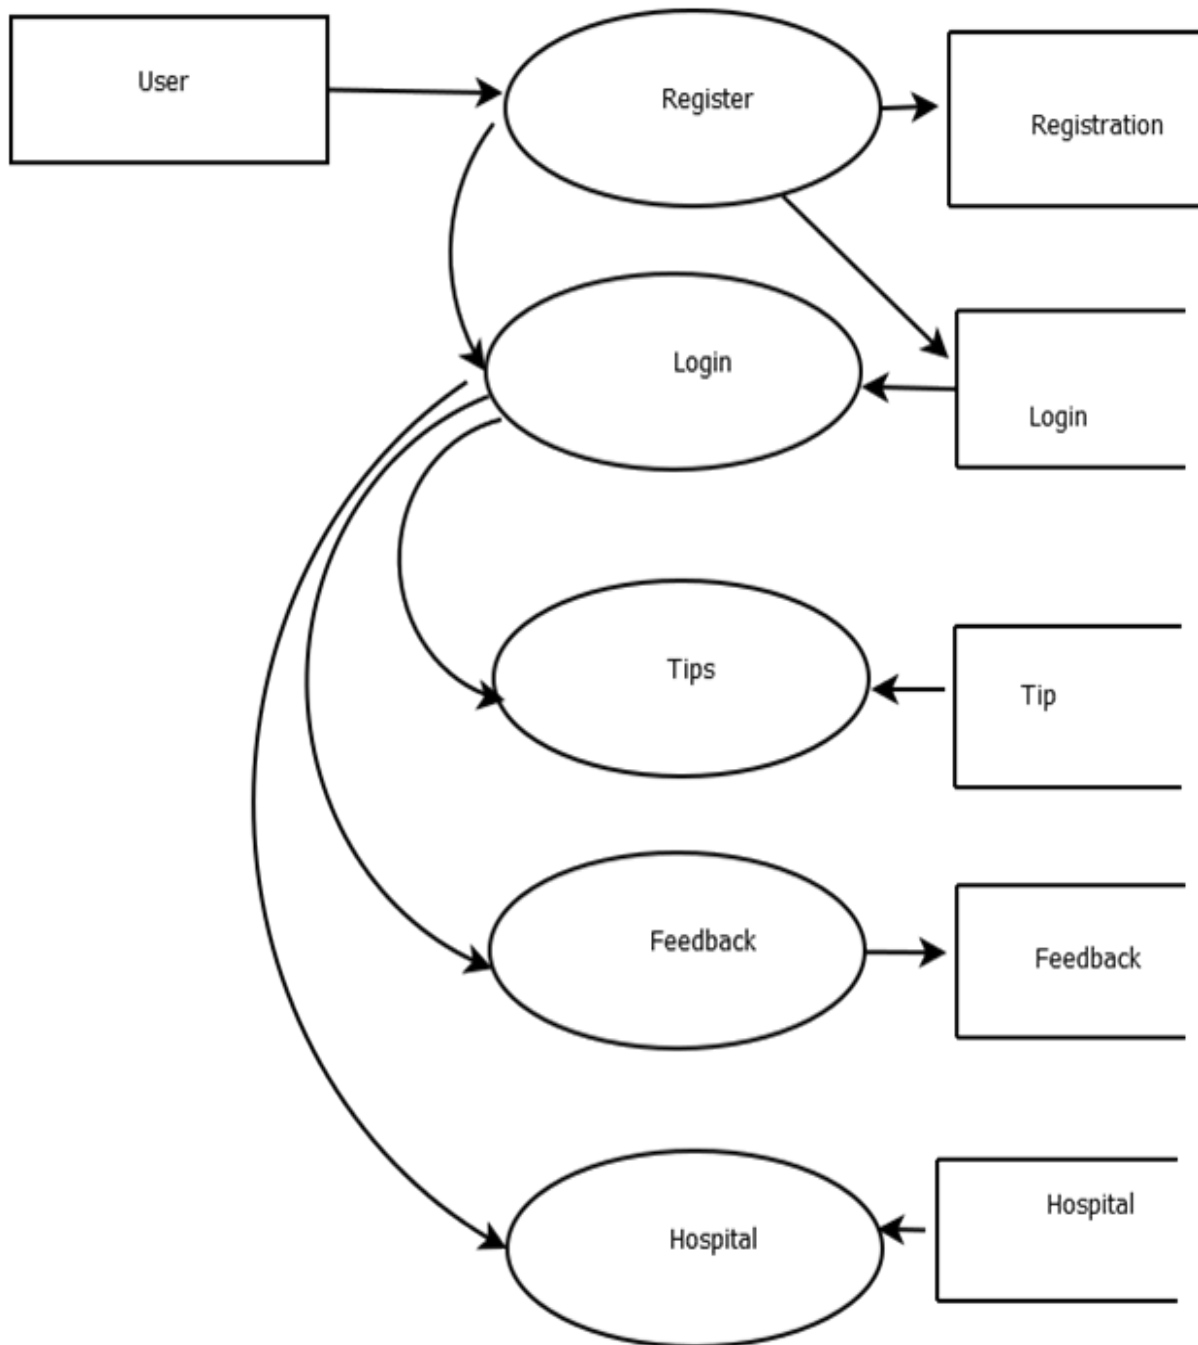 User
Register
Registration
Login
Login
Tips
Tip
Feedback
Feedback
Hospital
Hospital